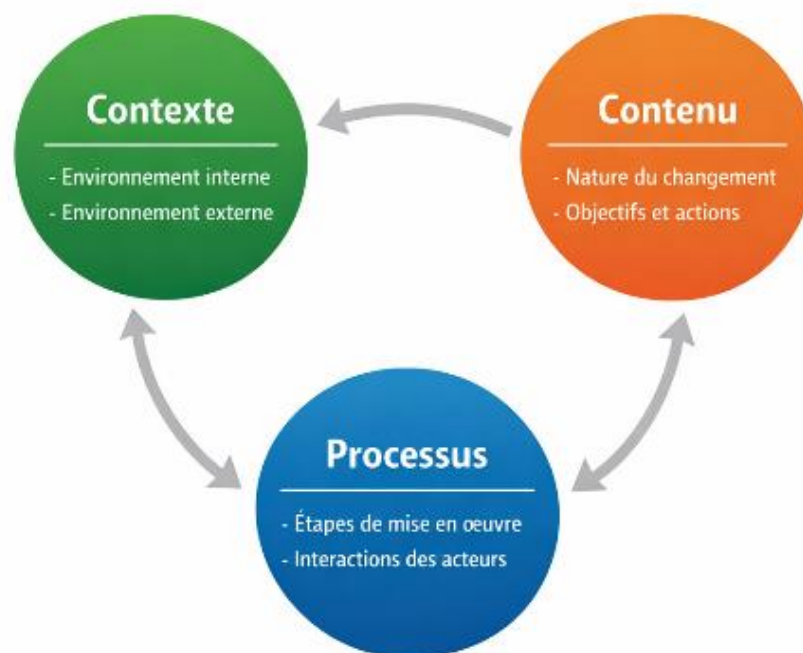 Contexte
- Environnement interne
- Environnement externe
Contenu
- Nature du changement
- Objectifs et actions
Processus
- Étapes de mise en œuvre
- Interactions des acteurs